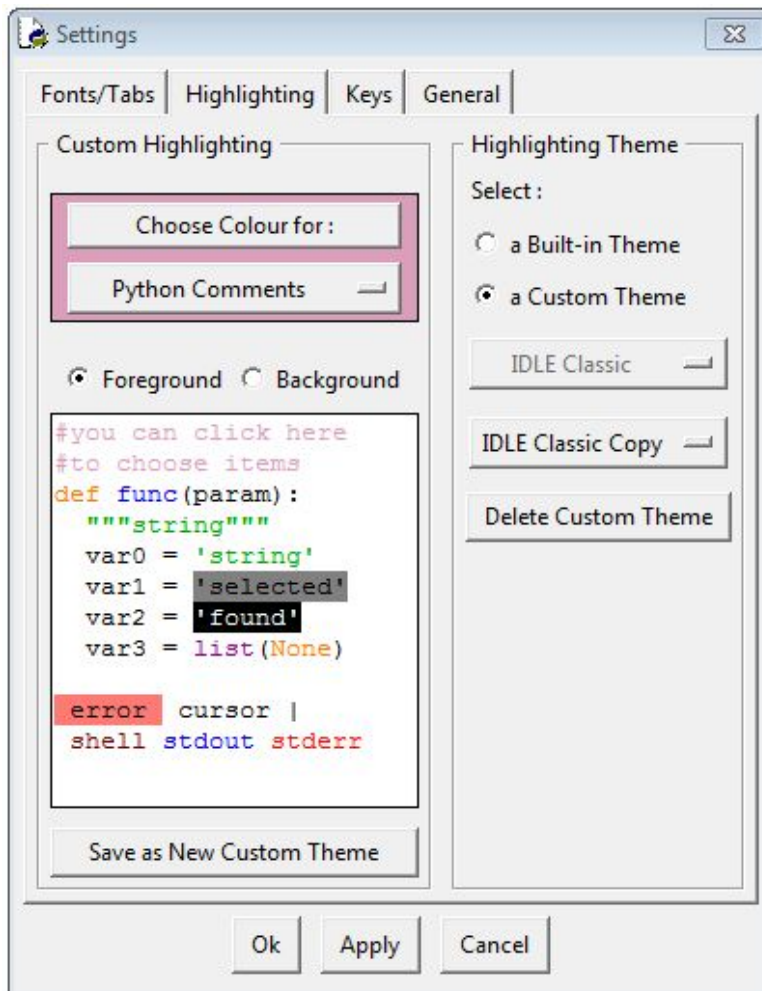 Settings
Fonts/Tabs Highlighting Keys General
Custom Highlighting
Choose Colour for :
Python Comments
Foreground Background
#you can click here
#to choose items
def func(param):
"""string"""
var0 = 'string'
var1 = 'selected'
var2 = 'found'
var3 = list(None)
error cursor |
shell stdout stderr
Save as New Custom Theme
Highlighting Theme
Select :
a Built-in Theme
a Custom Theme
IDLE Classic
IDLE Classic Copy
Delete Custom Theme
Ok Apply Cancel